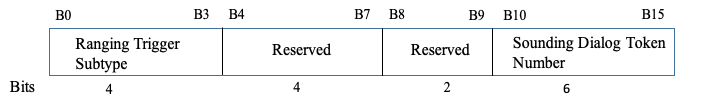 B0 B3 B4 B7 B8 B9 B10 B15
Ranging Trigger Subtype
Reserved
Reserved
Sounding Dialog Token Number
Bits 4 4 2 6